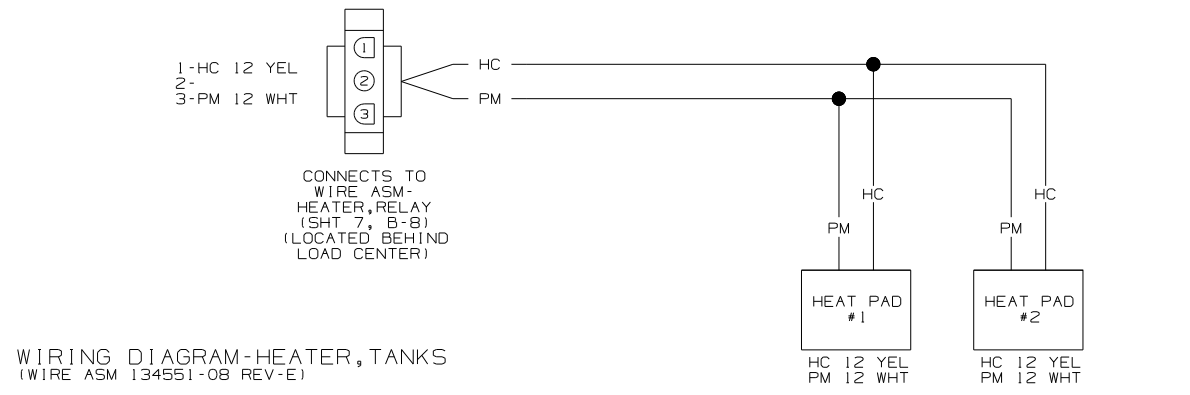 1
2
3
1-HC 12 YEL
2-
3-PM 12 WHT
HC
PM
CONNECTS TO
WIRE ASM-
HEATER,RELAY
(SHT 7, B-8)
(LOCATED BEHIND
LOAD CENTER)
HC
HC
PM
PM
HEAT PAD
#1
HEAT PAD
#2
HC 12 YEL
PM 12 WHT
HC 12 YEL
PM 12 WHT
WIRING DIAGRAM-HEATER,TANKS
(WIRE ASM 134551-08 REV-E)